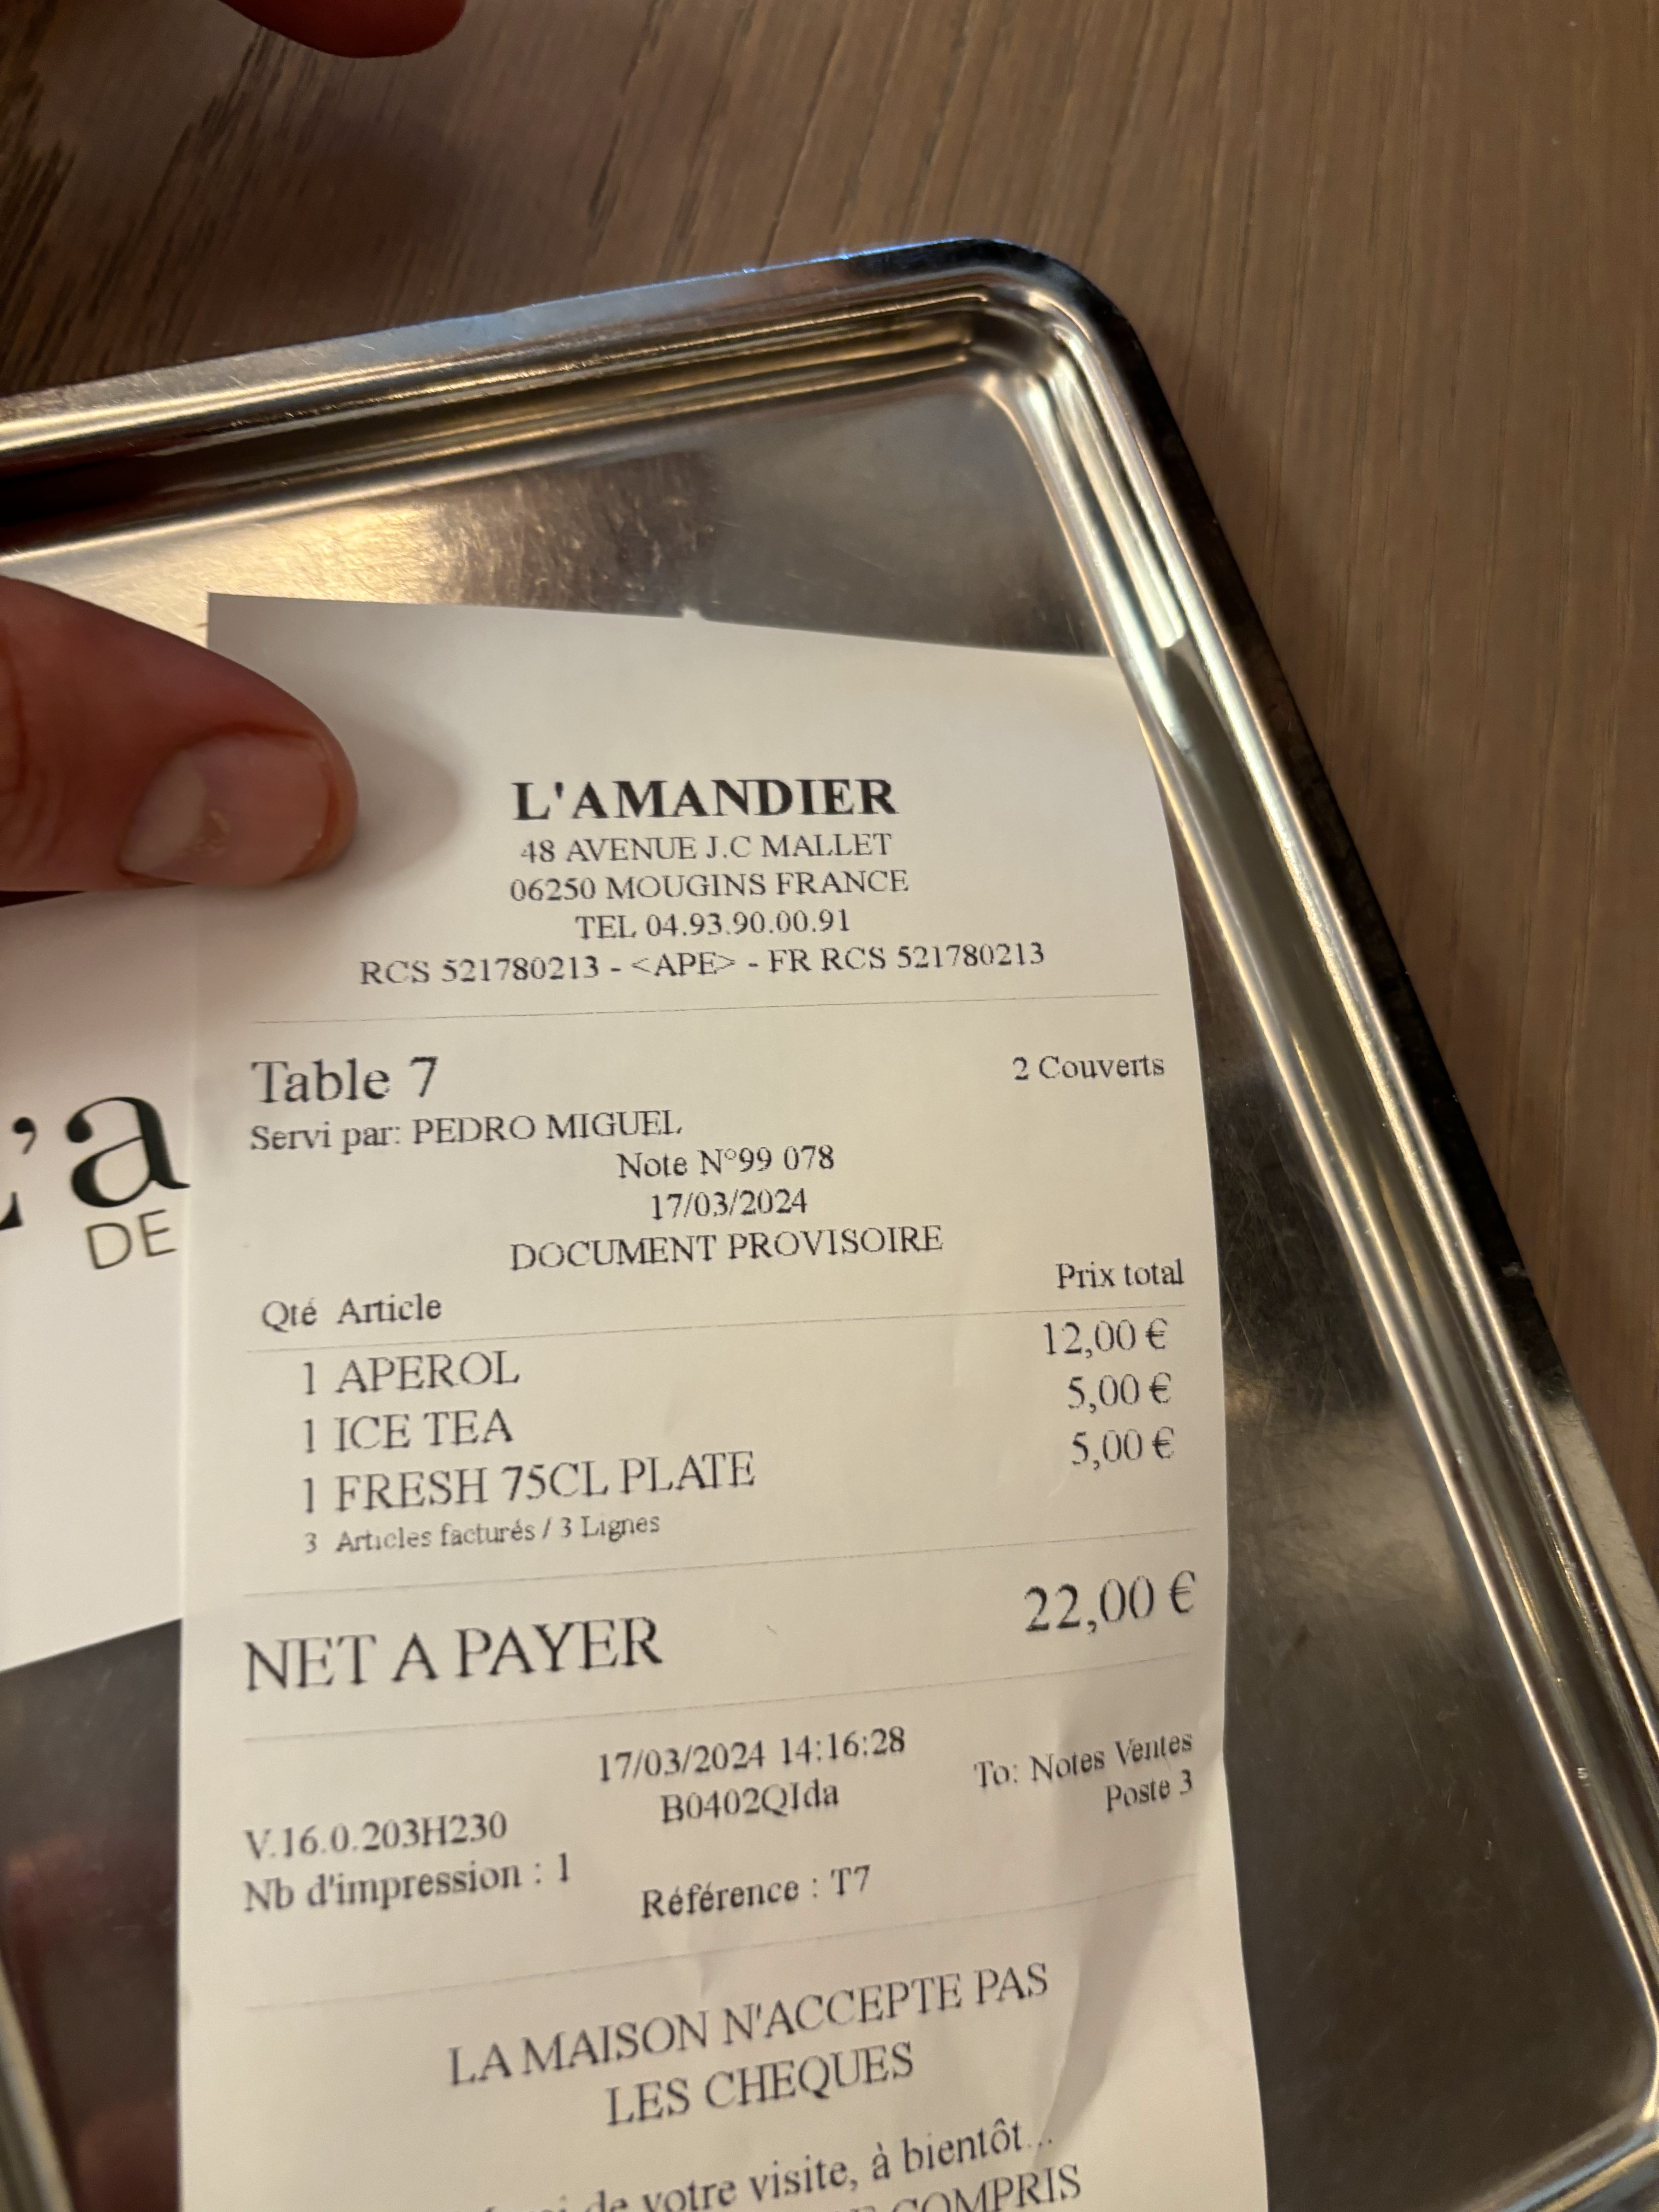 L'AMANDIER
48 AVENUE J.C MALLET
06250 MOUGINS FRANCE
TEL 04.93.90.00.91
RCS 521780213 - <APE> - FR RCS 521780213
Table 7 2 Couverts
Servi par: PEDRO MIGUEL
Note N°99 078
17/03/2024
DOCUMENT PROVISOIRE
Qté Article Prix total
1 APEROL 12,00 €
1 ICE TEA 5,00 €
1 FRESH 75CL PLATE 5,00 €
3 Articles facturés / 3 Lignes
NET A PAYER 22,00 €
17/03/2024 14:16:28
B0402QIda To: Notes Ventes
V.16.0.203H230 Poste 3
Nb d'impression : 1
Référence : T7
LA MAISON N'ACCEPTE PAS
LES CHEQUES
de votre visite, à bientôt...
COMPRIS
'a
DE